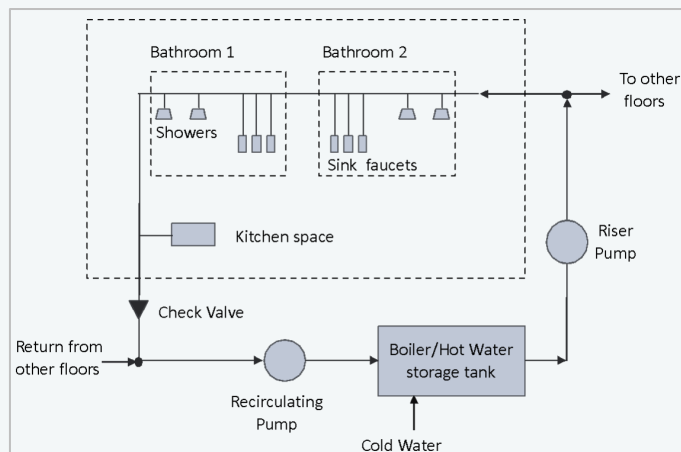 Bathroom 1
Bathroom 2
To other
floors
Showers
Sink faucets
Kitchen space
Riser
Pump
Check Valve
Return from
other floors
Boiler/Hot Water
storage tank
Recirculating
Pump
Cold Water